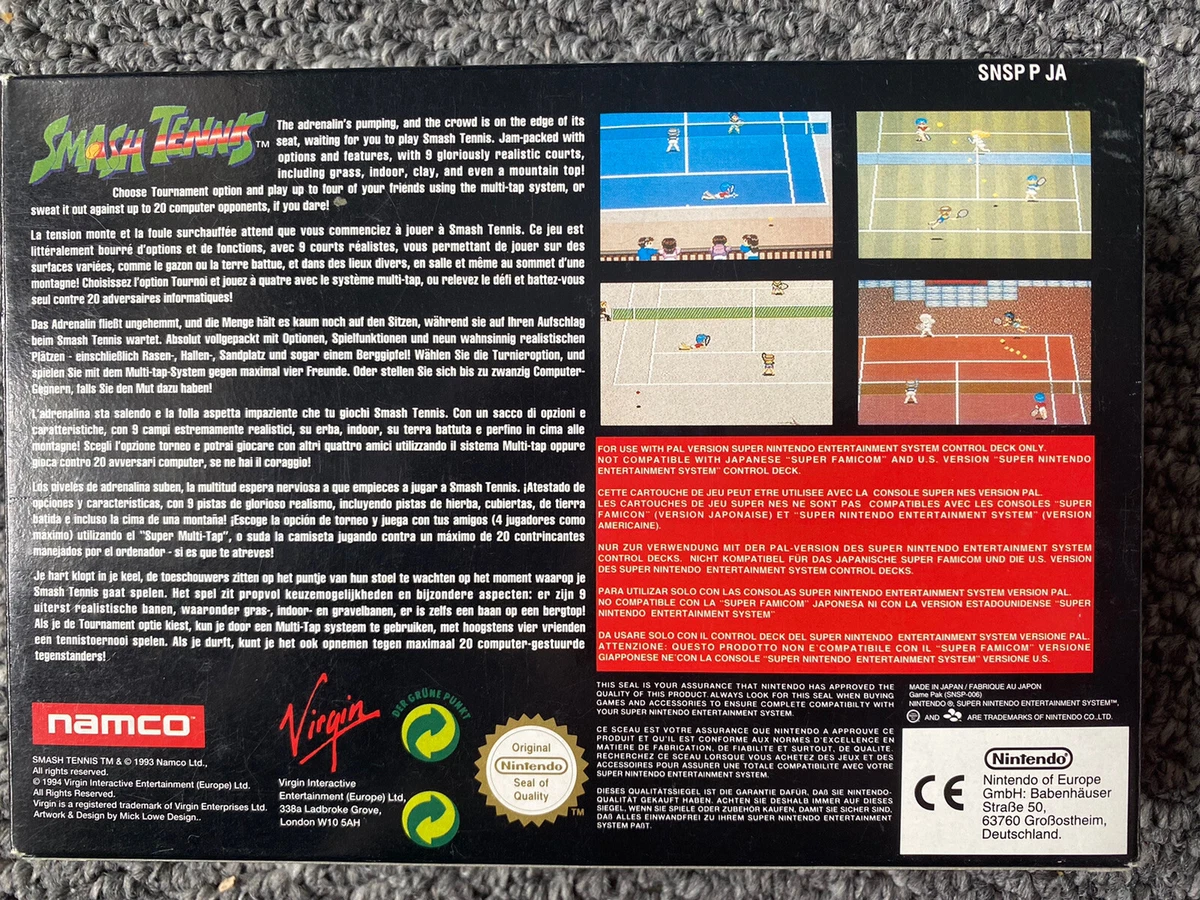 SNSP P JA
SMASH TENNIS™
The adrenalin's pumping, and the crowd is on the edge of its
seat, waiting for you to play Smash Tennis. Jam-packed with
options and features, with 9 gloriously realistic courts,
including grass, indoor, clay, and even a mountain top!
Choose Tournament option and play up to four of your friends using the multi-tap system, or
sweat it out against up to 20 computer opponents, if you dare!
La tension monte et la foule surchauffée attend que vous commenciez à jouer à Smash Tennis. Ce jeu est
littéralement bourré d'options et de fonctions, avec 9 courts réalistes, vous permettant de jouer sur des
surfaces variées, comme le gazon ou la terre battue, et dans des lieux divers, en salle et même au sommet d'une
montagne! Choisissez l'option Tournoi et jouez à quatre avec le système multi-tap, ou relevez le défi et battez-vous
seul contre 20 adversaires informatiques!
Das Adrenalin fließt ungehemmt, und die Menge hält es kaum noch auf den Sitzen, während sie auf Ihren Aufschlag
beim Smash Tennis wartet. Absolut vollgepackt mit Optionen, Spielfunktionen und neun wahnsinnig realistischen
Plätzen - einschließlich Rasen-, Hallen-, Sandplatz und sogar einem Berggipfel! Wählen Sie die Turnieroption, und
spielen Sie mit dem Multi-tap-System gegen maximal vier Freunde. Oder stellen Sie sich bis zu zwanzig Computer-
Gegnern, falls Sie den Mut dazu haben!
L'adrenalina sta salendo e la folla aspetta impaziente che tu giochi Smash Tennis. Con un sacco di opzioni e
caratteristiche, con 9 campi estremamente realistici, su erba, indoor, su terra battuta e perfino in cima alle
montagne! Scegli l'opzione torneo e potrai giocare con altri quattro amici utilizzando il sistema Multi-tap oppure
gioca contro 20 avversari computer, se ne hai il coraggio!
Los niveles de adrenalina suben, la multitud espera nerviosa a que empieces a jugar a Smash Tennis. ¡Atestado de
opciones y características, con 9 pistas de glorioso realismo, incluyendo pistas de hierba, cubiertas, de tierra
batida e incluso la cima de una montaña! ¡Escoge la opción de torneo y juega con tus amigos (4 jugadores como
máximo) utilizando el "Super Multi-Tap", o suda la camiseta jugando contra un máximo de 20 contrincantes
manejados por el ordenador - si es que te atreves!
Je hart klopt in je keel, de toeschouwers zitten op het puntje van hun stoel te wachten op het moment waarop je
Smash Tennis gaat spelen. Het spel zit propvol keuzemogelijkheden en bijzondere aspecten: er zijn 9
uiterst realistische banen, waaronder gras-, indoor- en gravelbanen, er is zelfs een baan op een bergtop!
Als je de Tournament optie kiest, kun je door een Multi-Tap systeem te gebruiken, met hoogstens vier vrienden
een tennistoernooi spelen. Als je durft, kunt je het ook opnemen tegen maximaal 20 computer-gestuurde
tegenstanders!
FOR USE WITH PAL VERSION SUPER NINTENDO ENTERTAINMENT SYSTEM CONTROL DECK ONLY.
NOT COMPATIBLE WITH JAPANESE "SUPER FAMICOM" AND U.S. VERSION "SUPER NINTENDO
ENTERTAINMENT SYSTEM" CONTROL DECK.
CETTE CARTOUCHE DE JEU PEUT ETRE UTILISEE AVEC LA CONSOLE SUPER NES VERSION PAL.
LES CARTOUCHES DE JEU SUPER NES NE SONT PAS COMPATIBLES AVEC LES CONSOLES "SUPER
FAMICON" (VERSION JAPONAISE) ET "SUPER NINTENDO ENTERTAINMENT SYSTEM" (VERSION
AMERICAINE).
NUR ZUR VERWENDUNG MIT DER PAL-VERSION DES SUPER NINTENDO ENTERTAINMENT SYSTEM
CONTROL DECKS. NICHT KOMPATIBEL FÜR DAS JAPANISCHE SUPER FAMICOM UND DIE U.S. VERSION
DES SUPER NINTENDO ENTERTAINMENT SYSTEM CONTROL DECKS.
PARA UTILIZAR SOLO CON LAS CONSOLAS SUPER NINTENDO ENTERTAINMENT SYSTEM VERSION PAL.
NO COMPATIBLE CON LA "SUPER FAMICOM" JAPONESA NI CON LA VERSION ESTADOUNIDENSE "SUPER
NINTENDO ENTERTAINMENT SYSTEM"
DA USARE SOLO CON IL CONTROL DECK DEL SUPER NINTENDO ENTERTAINMENT SYSTEM VERSIONE PAL.
ATTENZIONE: QUESTO PRODOTTO NON E'COMPATIBILE CON IL "SUPER FAMICOM" VERSIONE
GIAPPONESE NE'CON LA CONSOLE "SUPER NINTENDO ENTERTAINMENT SYSTEM" VERSIONE U.S.
namco
SMASH TENNIS TM & © 1993 Namco Ltd.,
All rights reserved.
© 1994 Virgin Interactive Entertainment (Europe) Ltd.
All Rights Reserved.
Virgin is a registered trademark of Virgin Enterprises Ltd.
Artwork & Design by Mick Lowe Design..
Virgin
Virgin Interactive
Entertainment (Europe) Ltd,
338a Ladbroke Grove,
London W10 5AH
DER GRÜNE PUNKT
Original
Nintendo
Seal of
Quality
TM
THIS SEAL IS YOUR ASSURANCE THAT NINTENDO HAS APPROVED THE
QUALITY OF THIS PRODUCT. ALWAYS LOOK FOR THIS SEAL WHEN BUYING
GAMES AND ACCESSORIES TO ENSURE COMPLETE COMPATIBILTY WITH
YOUR SUPER NINTENDO ENTERTAINMENT SYSTEM.
CE SCEAU EST VOTRE ASSURANCE QUE NINTENDO A APPROUVE CE
PRODUIT ET QU'IL EST CONFORME AUX NORMES D'EXCELLENCE EN
MATIERE DE FABRICATION, DE FIABILITE ET SURTOUT, DE QUALITE.
RECHERCHEZ CE SCEAU LORSQUE VOUS ACHETEZ DES JEUX ET DES
ACCESSOIRES POUR ASSURER UNE TOTALE COMPATIBILITE AVEC VOTRE
SUPER NINTENDO ENTERTAINMENT SYSTEM.
DIESES QUALITÄTSSIEGEL IST DIE GARANTIE DAFÜR, DAß SIE NINTENDO-
QUALITÄT GEKAUFT HABEN. ACHTEN SIE DESHALB IMMER AUF DIESES
SIEGEL, WENN SIE SPIELE ODER ZUBEHÖR KAUFEN, DAMIT SIE SICHER SIND,
DAß ALLES EINWANDFREI ZU IHREM SUPER NINTENDO ENTERTAINMENT
SYSTEM PAßT.
MADE IN JAPAN / FABRIQUE AU JAPON
Game Pak (SNSP-006)
NINTENDO ®, SUPER NINTENDO ENTERTAINMENT SYSTEM™,
AND ARE TRADEMARKS OF NINTENDO CO.,LTD.
CE
Nintendo
Nintendo of Europe
GmbH: Babenhäuser
Straße 50,
63760 Großostheim,
Deutschland.